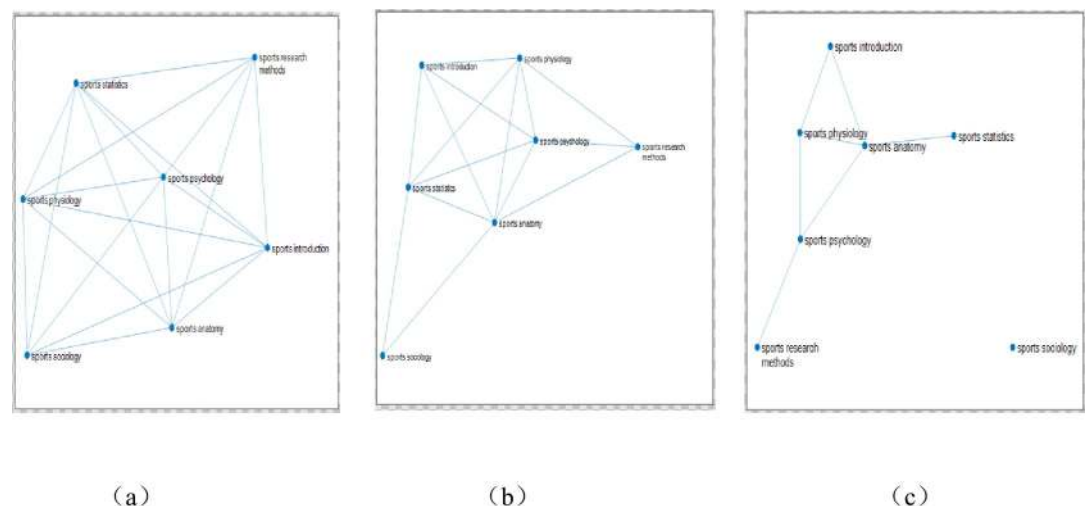 sports research
methods
sports statistics
sports psychology
sports physiology
sports introduction
sports anatomy
sports sociology
sports physiology
sports introduction
sports psychology
sports research
methods
sports statistics
sports anatomy
sports sociology
sports introduction
sports physiology
sports statistics
sports anatomy
sports psychology
sports research
methods
sports sociology
（a）
（b）
（c）